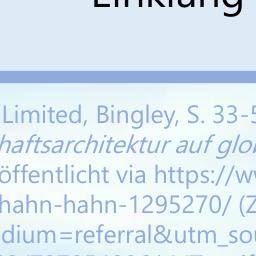 Einklang
Limited, Bingley, S. 33-5
haftsarchitektur auf glo
öffentlicht via https://w
hahn-hahn-1295270/ (Z
dium=referral&utm_sou